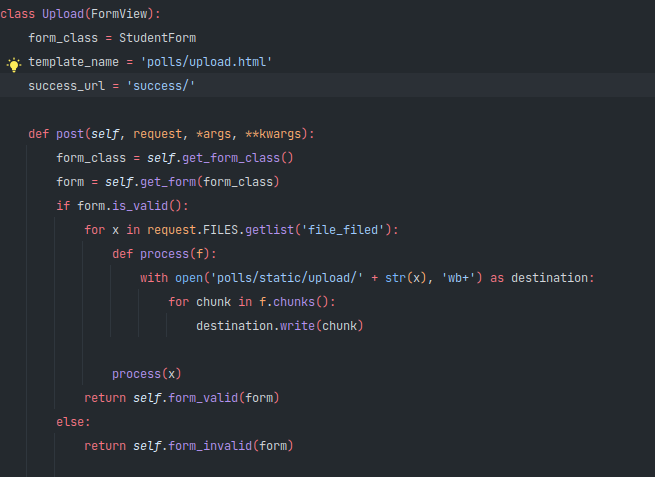 class Upload(FormView):
    form_class = StudentForm
    template_name = 'polls/upload.html'
    success_url = 'success/'
    def post(self, request, *args, **kwargs):
        form_class = self.get_form_class()
        form = self.get_form(form_class)
        if form.is_valid():
            for x in request.FILES.getlist('file_filed'):
                def process(f):
                    with open('polls/static/upload/' + str(x), 'wb+') as destination:
                        for chunk in f.chunks():
                            destination.write(chunk)
                process(x)
            return self.form_valid(form)
        else:
            return self.form_invalid(form)